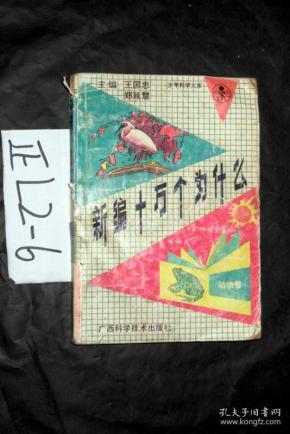 主编 王国忠
郑延慧
少年科学文库
新编十万个为什么
动物卷
广西科学技术出版社
正L2-6
孔夫子旧书网
www.kongfz.com